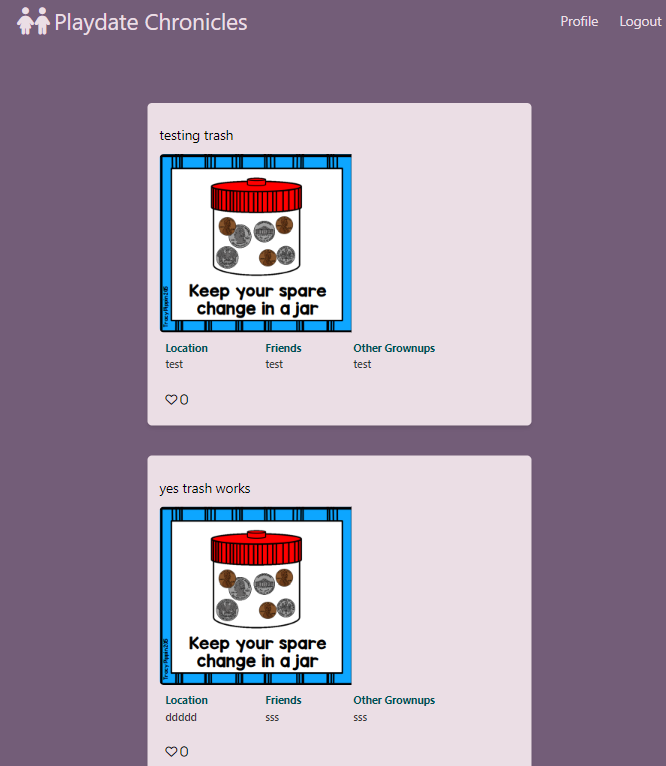 Playdate Chronicles
Profile
Logout
testing trash
Keep your spare
change in a jar
Location
Friends
Other Grownups
test
test
test
0
yes trash works
Keep your spare
change in a jar
Location
Friends
Other Grownups
ddddd
sss
sss
0